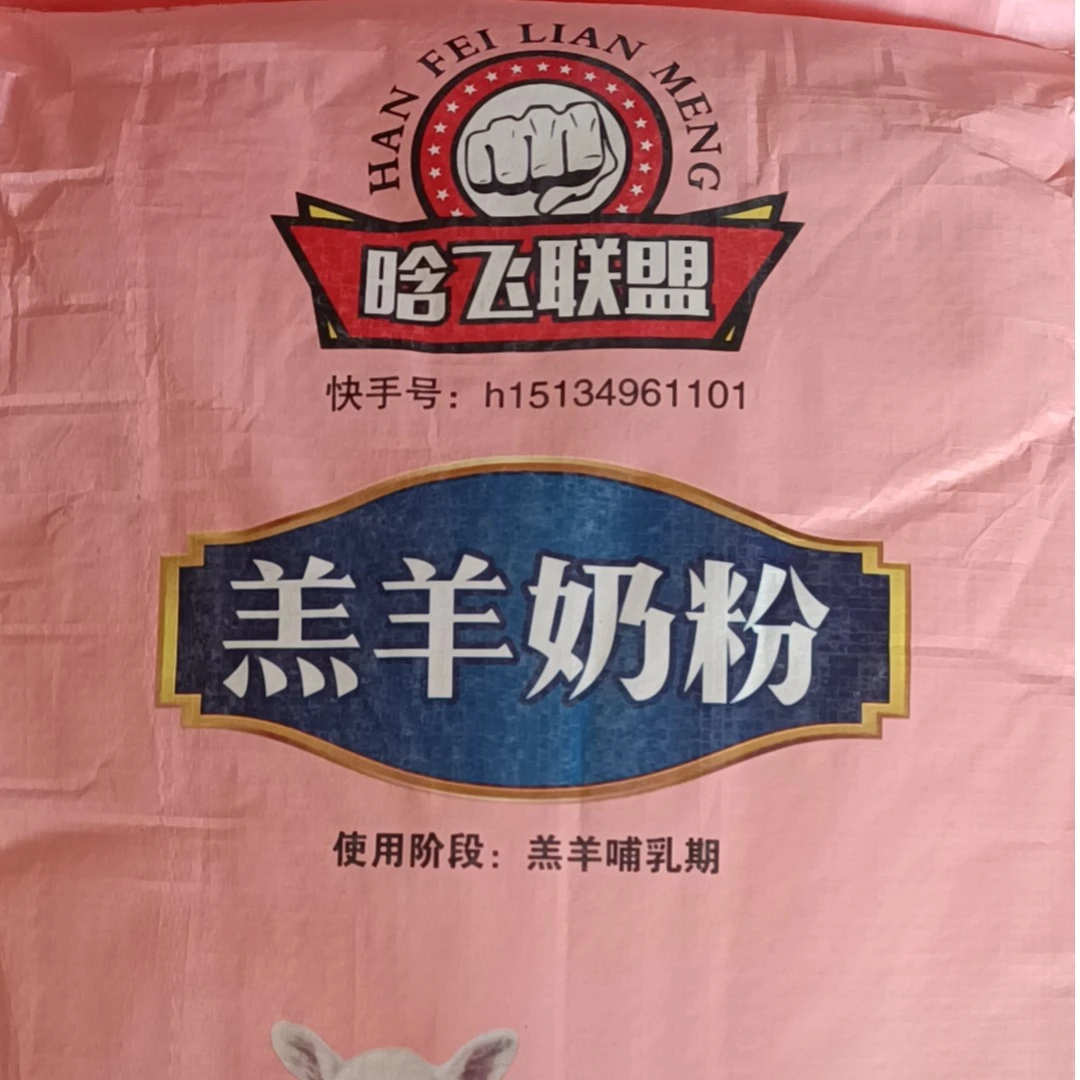 HAN FEI LIAN MENG
晗飞联盟
快手号：h15134961101
羔羊奶粉
使用阶段：羔羊哺乳期